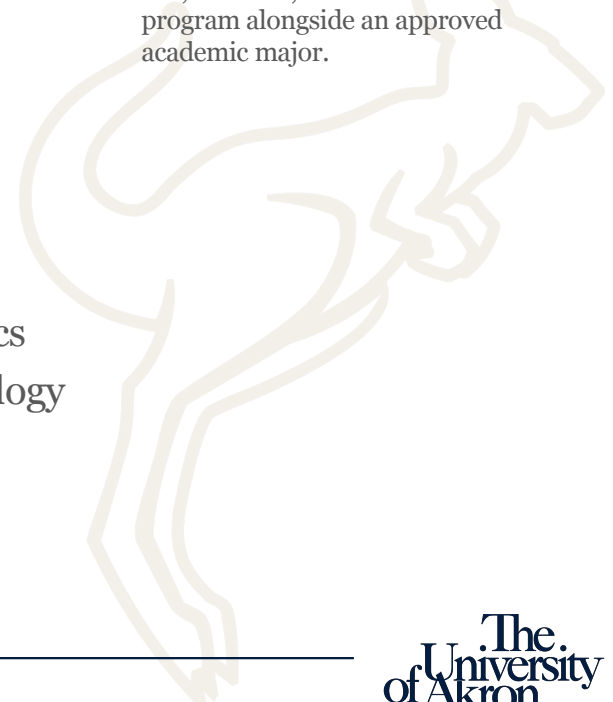 program alongside an approved
academic major.
cs
logy
The
University
of Akron